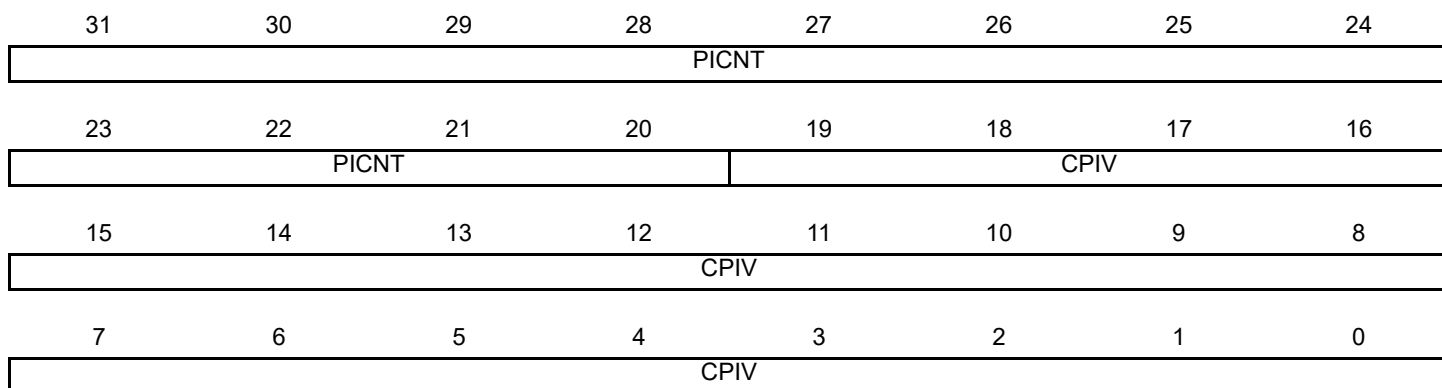 31 30 29 28 27 26 25 24
PICNT
23 22 21 20 19 18 17 16
PICNT CPIV
15 14 13 12 11 10 9 8
CPIV
7 6 5 4 3 2 1 0
CPIV